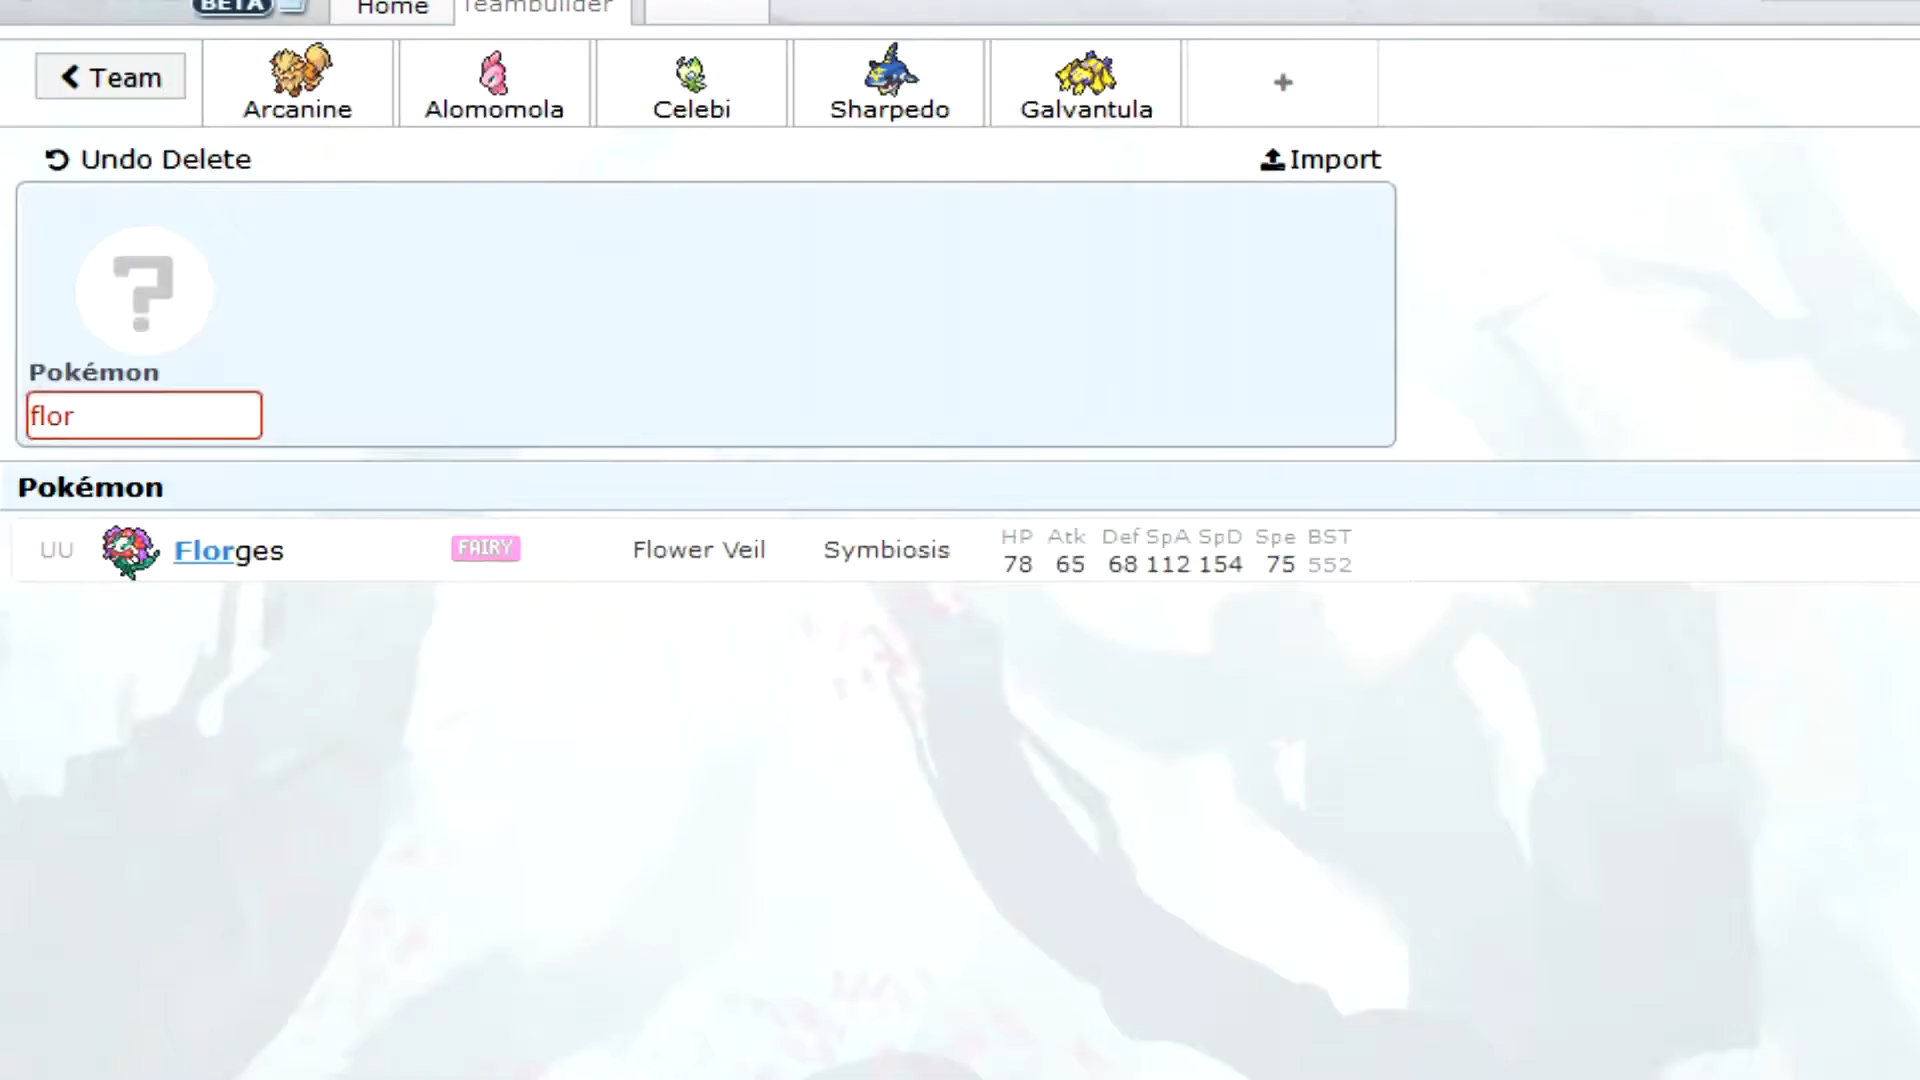 BETA
Home
Teambuilder
Team
Arcanine
Alomomola
Celebi
Sharpedo
Galvantula
+
Undo Delete
Import
?
Pokémon
flor
Pokémon
HP Atk Def SpA SpD Spe BST
UU Florges FAIRY Flower Veil Symbiosis 78 65 68 112 154 75 552